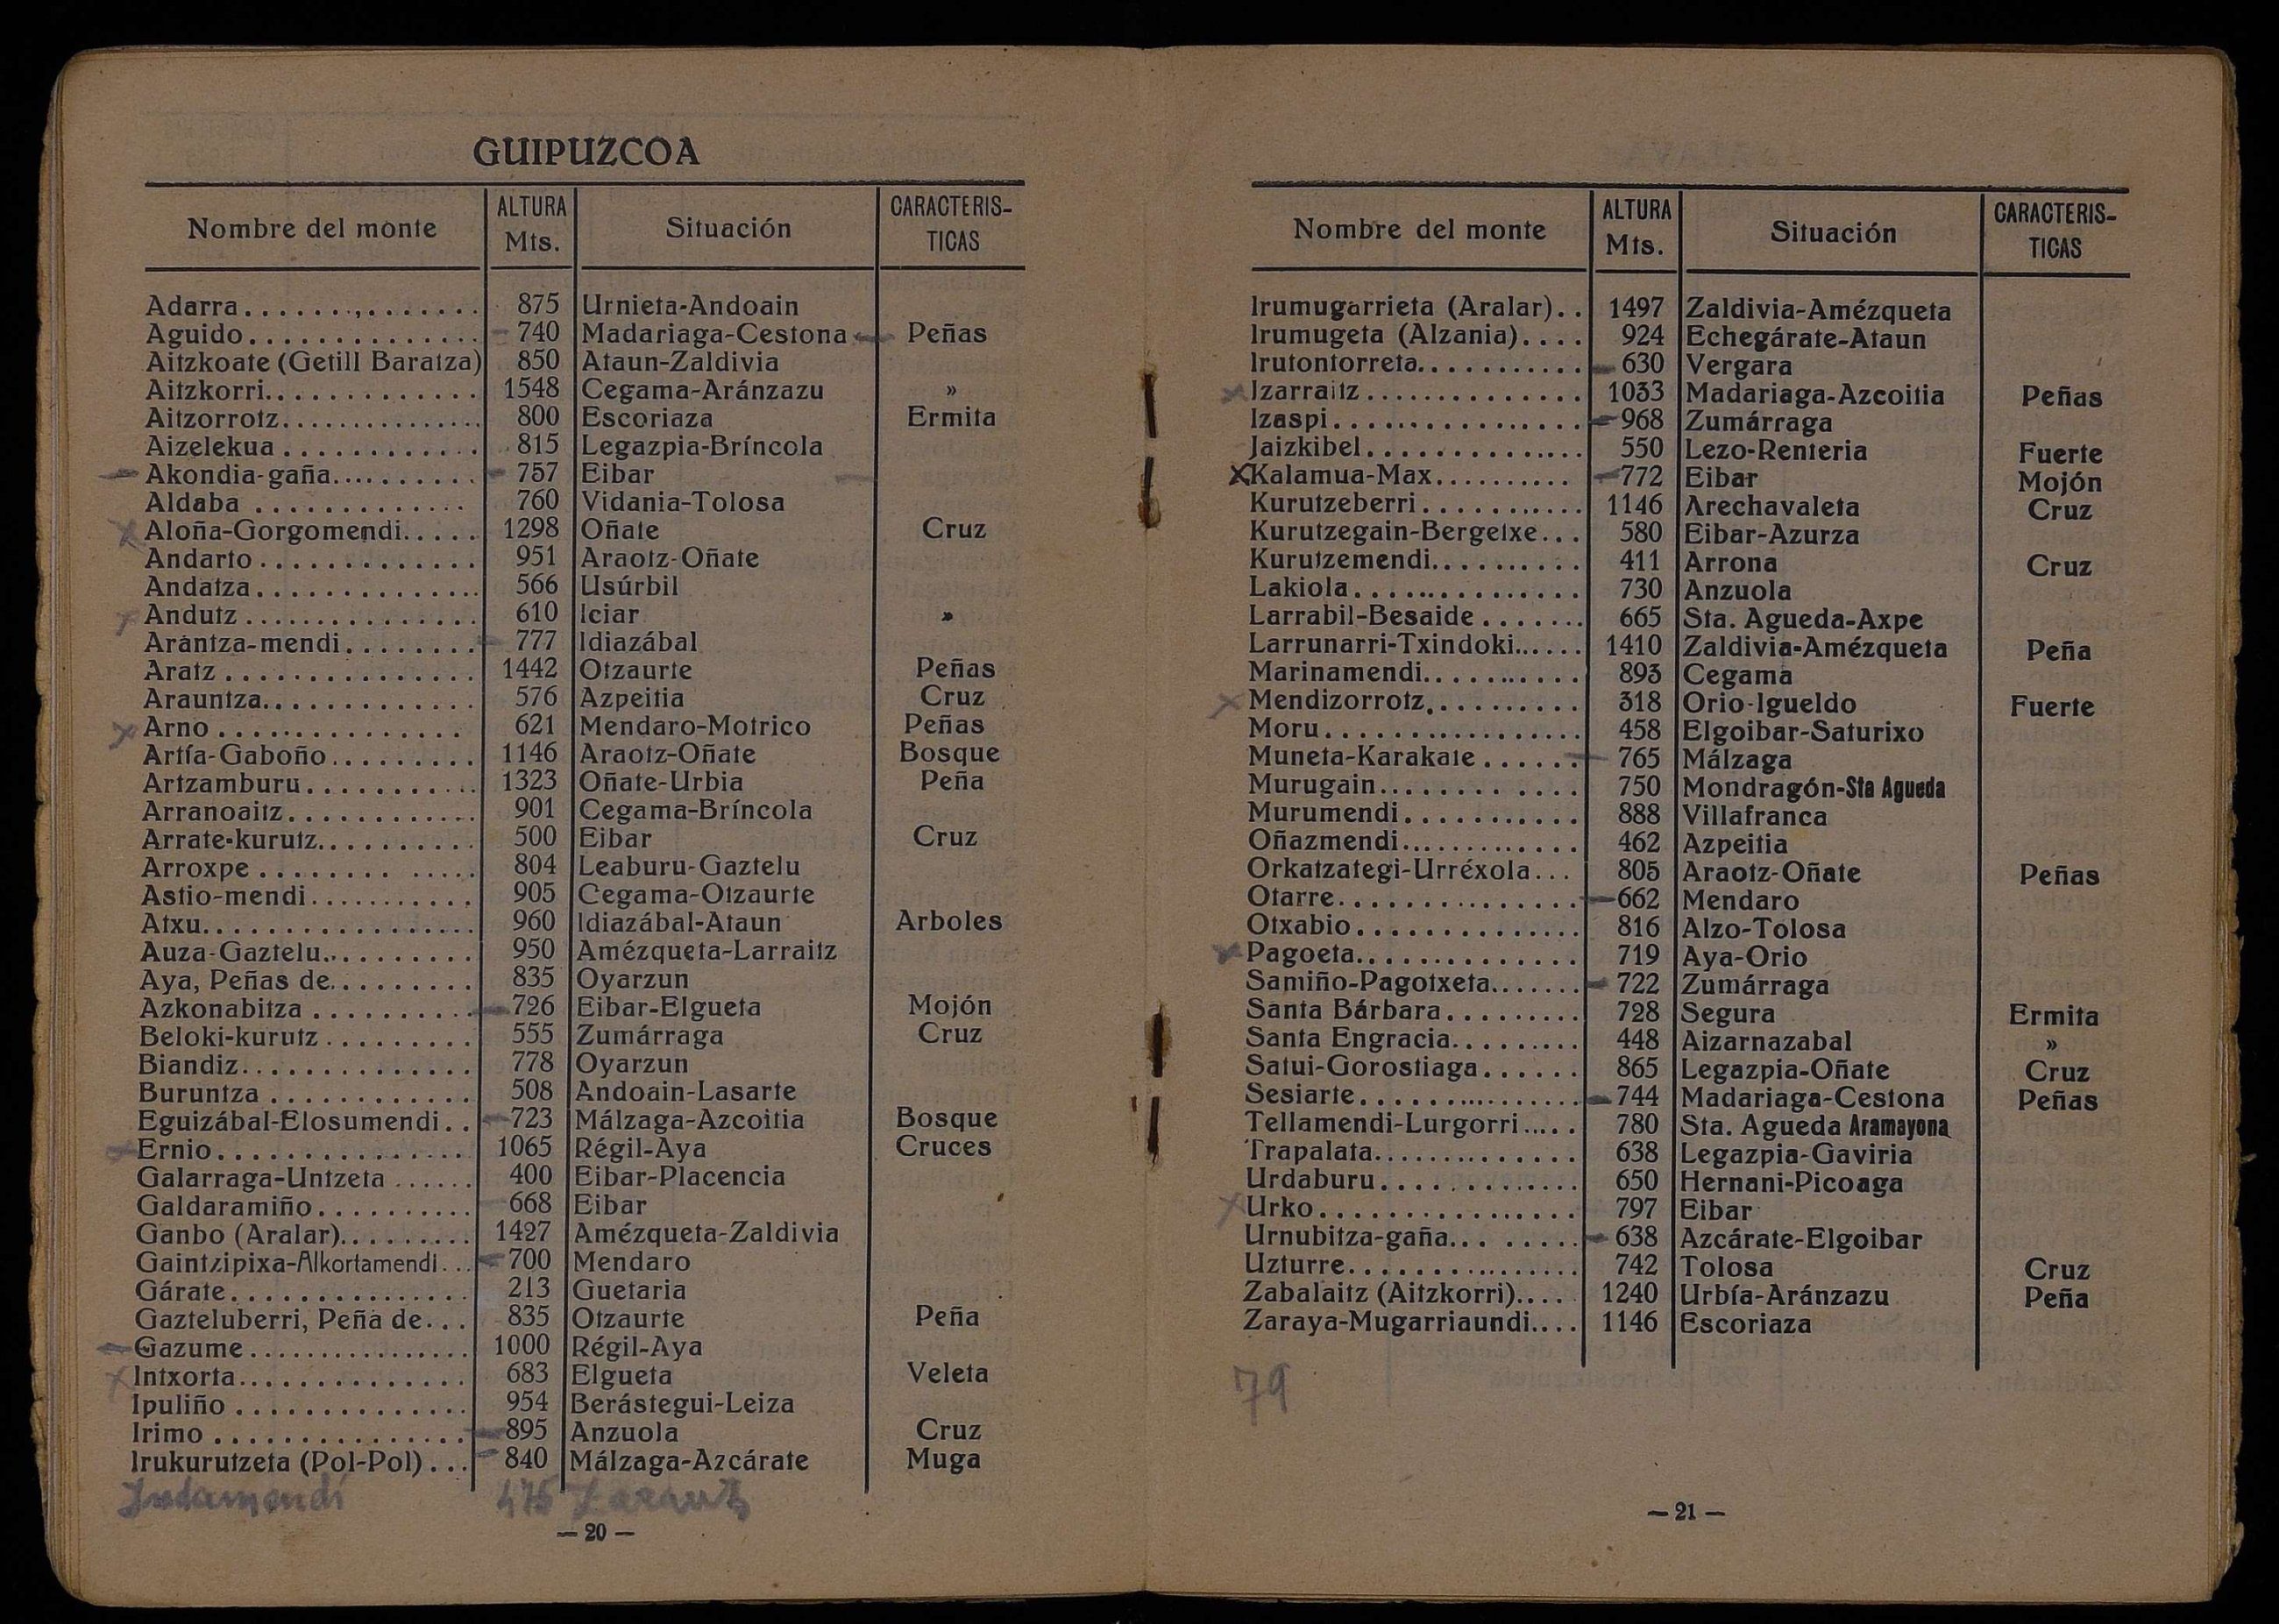 GUIPUZCOA
Nombre del monte ALTURA Mts. Situación CARACTERIS-TICAS
Adarra 875 Urnieta-Andoain
Aguido 740 Madariaga-Cestona Peñas
Aitzkoate (Getill Baratza) 850 Ataun-Zaldivia
Aitzkorri 1548 Cegama-Aránzazu »
Aitzorrotz 800 Escoriaza Ermita
Aizelekua 815 Legazpia-Bríncola
Akondia-gaña 757 Eibar
Aldaba 760 Vidania-Tolosa
Aloña-Gorgomendi 1298 Oñate Cruz
Andarto 951 Araotz-Oñate
Andatza 566 Usúrbil
Andutz 610 Iciar »
Arantza-mendi 777 Idiazábal
Aratz 1442 Otzaurte Peñas
Arauntza 576 Azpeitia Cruz
Arno 621 Mendaro-Motrico Peñas
Artía-Gaboño 1146 Araotz-Oñate Bosque
Artzamburu 1323 Oñate-Urbia Peña
Arranoaitz 901 Cegama-Bríncola
Arrate-kurutz 500 Eibar Cruz
Arroxpe 804 Leaburu-Gaztelu
Astio-mendi 905 Cegama-Otzaurte
Atxu 960 Idiazábal-Ataun Arboles
Auza-Gaztelu 950 Amézqueta-Larraitz
Aya, Peñas de 835 Oyarzun
Azkonabitza 726 Eibar-Elgueta Mojón
Beloki-kurutz 555 Zumárraga Cruz
Biandiz 778 Oyarzun
Buruntza 508 Andoain-Lasarte
Eguizábal-Elosumendi 723 Málzaga-Azcoitia Bosque
Ernio 1065 Régil-Aya Cruces
Galarraga-Untzeta 400 Eibar-Placencia
Galdaramiño 668 Eibar
Ganbo (Aralar) 1427 Amézqueta-Zaldivia
Gaintzipixa-Alkortamendi 700 Mendaro
Gárate 213 Guetaria
Gazteluberri, Peña de 835 Otzaurte Peña
Gazume 1000 Régil-Aya
Intxorta 683 Elgueta Veleta
Ipuliño 954 Berástegui-Leiza
Irimo 895 Anzuola Cruz
Irukurutzeta (Pol-Pol) 840 Málzaga-Azcárate Muga
Indamendi 475 Zarautz
— 20 —
Nombre del monte ALTURA Mts. Situación CARACTERIS-TICAS
Irumugarrieta (Aralar) 1497 Zaldivia-Amézqueta
Irumugeta (Alzania) 924 Echegárate-Ataun
Irutontorreta 630 Vergara
Izarraitz 1033 Madariaga-Azcoitia Peñas
Izaspi 968 Zumárraga
Jaizkibel 550 Lezo-Renteria Fuerte
Kalamua-Max 772 Eibar Mojón
Kurutzeberri 1146 Arechavaleta Cruz
Kurutzegain-Bergetxe 580 Eibar-Azurza
Kurutzemendi 411 Arrona Cruz
Lakiola 730 Anzuola
Larrabil-Besaide 665 Sta. Agueda-Axpe
Larrunarri-Txindoki 1410 Zaldivia-Amézqueta Peña
Marinamendi 893 Cegama
Mendizorrotz 318 Orio-Igueldo Fuerte
Moru 458 Elgoibar-Saturixo
Muneta-Karakate 765 Málzaga
Murugain 750 Mondragón-Sta Agueda
Murumendi 888 Villafranca
Oñazmendi 462 Azpeitia
Orkatzategi-Urréxola 805 Araotz-Oñate Peñas
Otarre 662 Mendaro
Otxabio 816 Alzo-Tolosa
Pagoeta 719 Aya-Orio
Samiño-Pagotxeta 722 Zumárraga
Santa Bárbara 728 Segura Ermita
Santa Engracia 448 Aizarnazabal »
Satui-Gorostiaga 865 Legazpia-Oñate Cruz
Sesiarte 744 Madariaga-Cestona Peñas
Tellamendi-Lurgorri 780 Sta. Agueda Aramayona
Trapalata 638 Legazpia-Gaviria
Urdaburu 650 Hernani-Picoaga
Urko 797 Eibar
Urnubitza-gaña 638 Azcárate-Elgoibar
Uzturre 742 Tolosa Cruz
Zabalaitz (Aitzkorri) 1240 Urbía-Aránzazu Peña
Zaraya-Mugarriaundi 1146 Escoriaza
79
— 21 —